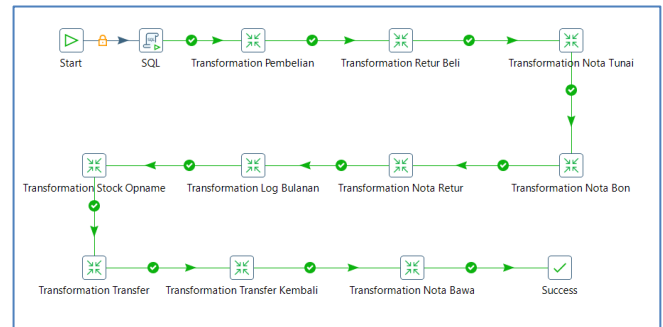 Start
SQL
Transformation Pembelian
Transformation Retur Beli
Transformation Nota Tunai
Transformation Stock Opname
Transformation Log Bulanan
Transformation Nota Retur
Transformation Nota Bon
Transformation Transfer
Transformation Transfer Kembali
Transformation Nota Bawa
Success